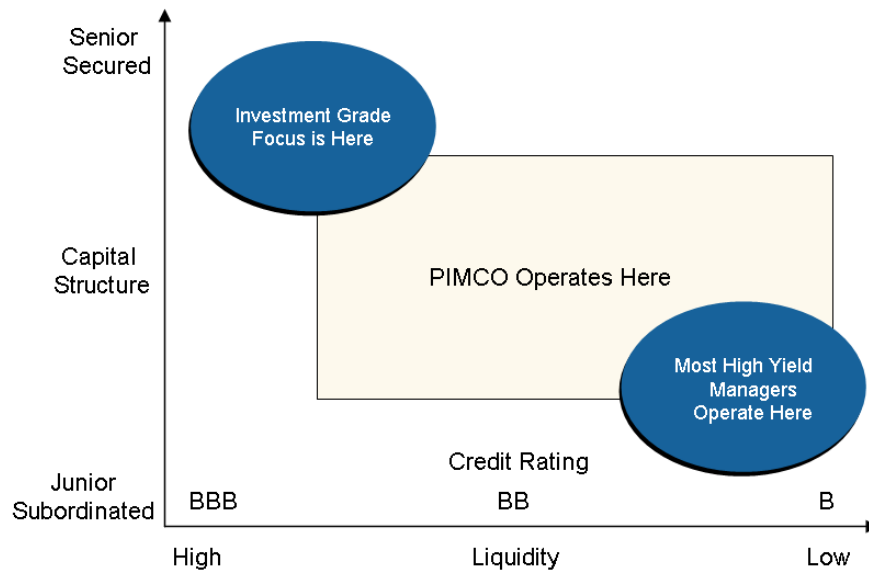 Senior
Secured
Investment Grade
Focus is Here
Capital
Structure
PIMCO Operates Here
Most High Yield
Managers
Operate Here
Credit Rating
Junior
Subordinated
BBB BB B
High Liquidity Low